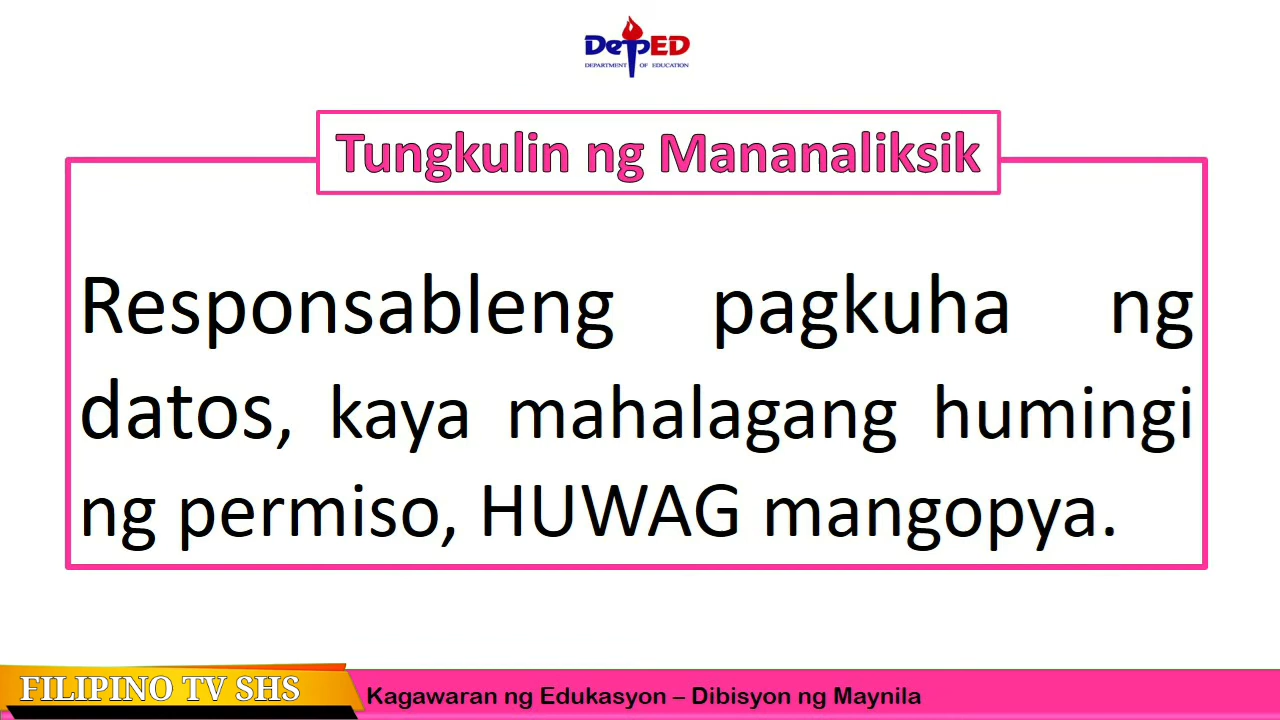 DepED
DEPARTMENT OF EDUCATION
Tungkulin ng Mananaliksik
Responsableng pagkuha ng
datos, kaya mahalagang humingi
ng permiso, HUWAG mangopya.
FILIPINO TV SHS
Kagawaran ng Edukasyon – Dibisyon ng Maynila